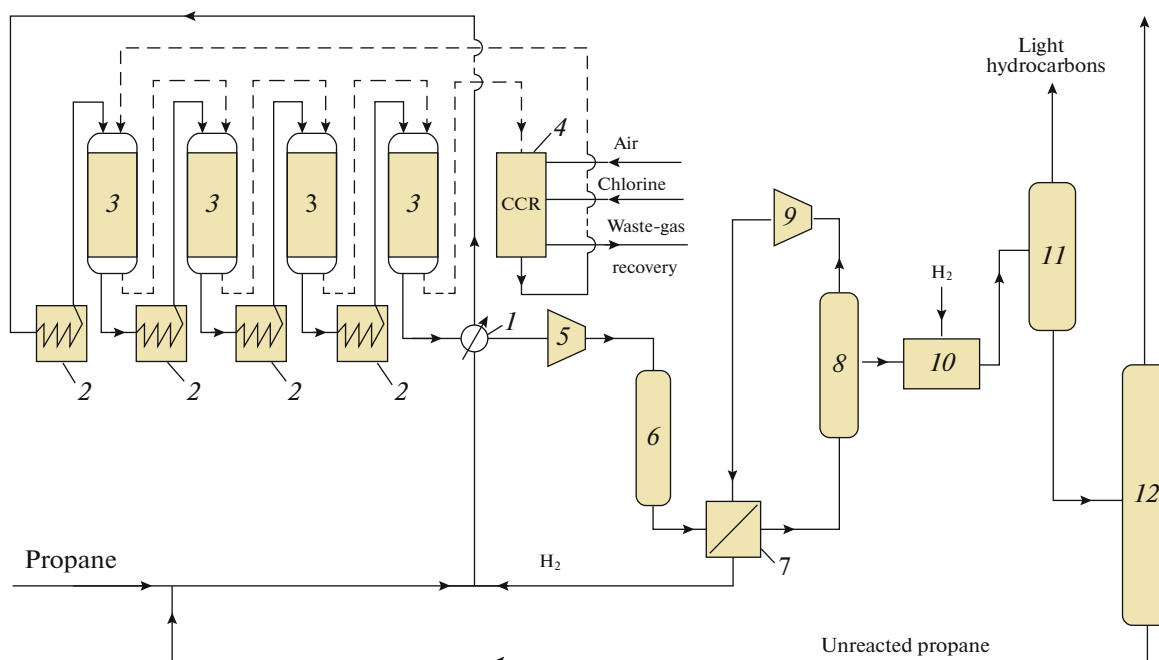 Light
hydrocarbons
4
Air
3
3
3
3
CCR
Chlorine
9
Waste-gas
recovery
11
H2
1
5
8
10
2
2
2
2
6
12
7
Propane
H2
Unreacted propane